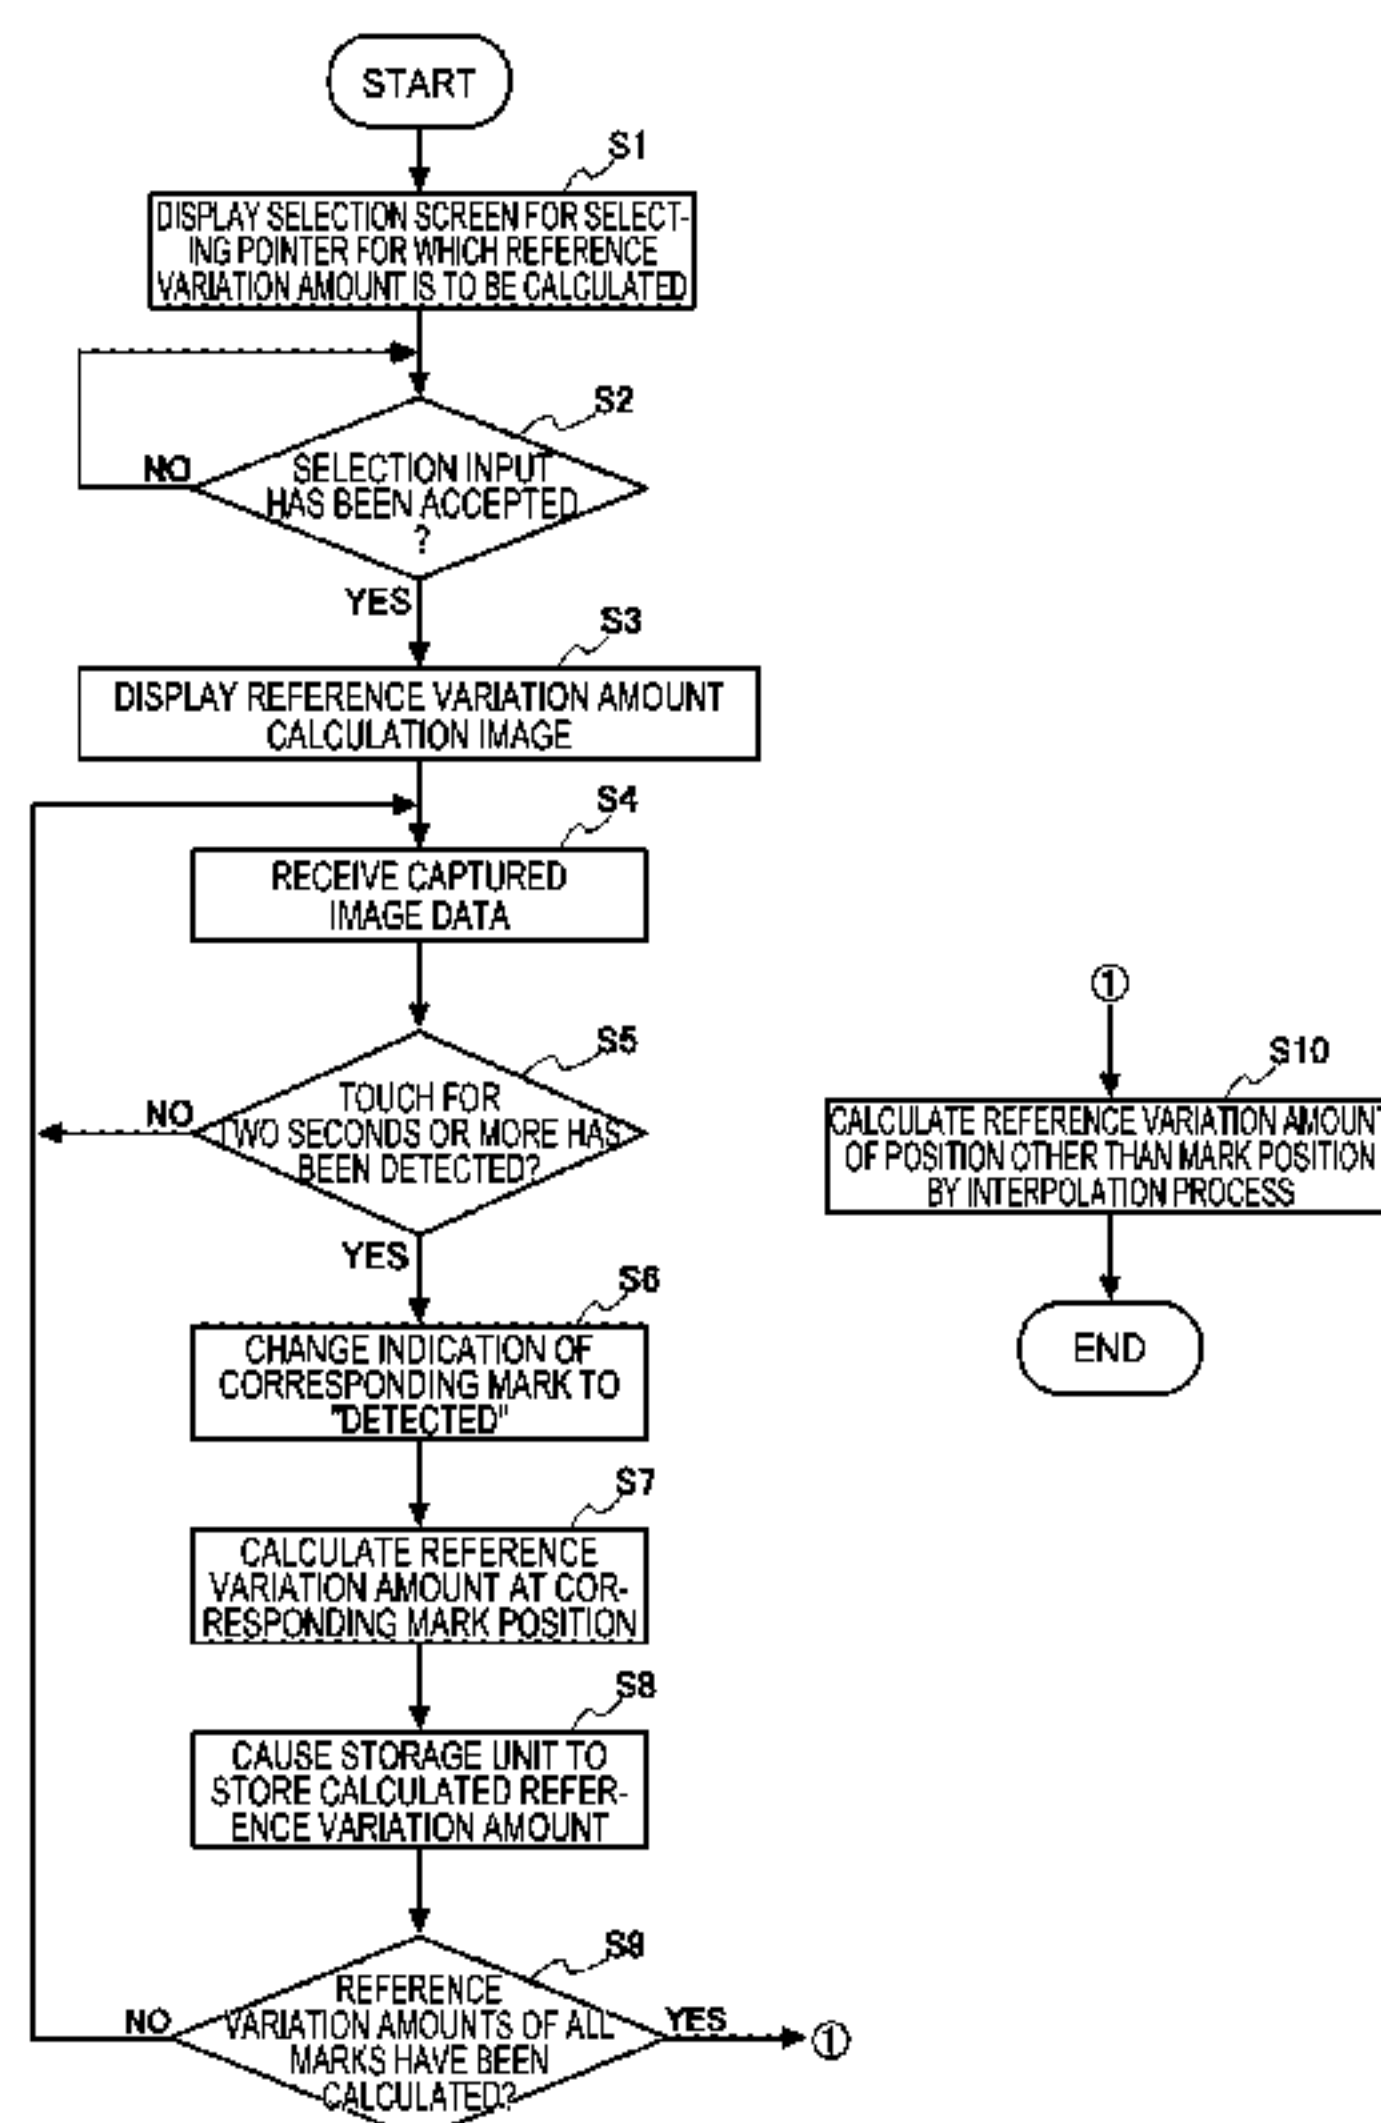 START
S1
DISPLAY SELECTION SCREEN FOR SELECT-
ING POINTER FOR WHICH REFERENCE
VARIATION AMOUNT IS TO BE CALCULATED
S2
SELECTION INPUT
HAS BEEN ACCEPTED
?
NO
YES
S3
DISPLAY REFERENCE VARIATION AMOUNT
CALCULATION IMAGE
S4
RECEIVE CAPTURED
IMAGE DATA
S5
TOUCH FOR
TWO SECONDS OR MORE HAS
BEEN DETECTED?
NO
YES
S6
CHANGE INDICATION OF
CORRESPONDING MARK TO
"DETECTED"
S7
CALCULATE REFERENCE
VARIATION AMOUNT AT COR-
RESPONDING MARK POSITION
S8
CAUSE STORAGE UNIT TO
STORE CALCULATED REFER-
ENCE VARIATION AMOUNT
S9
REFERENCE
VARIATION AMOUNTS OF ALL
MARKS HAVE BEEN
CALCULATED?
NO
YES
①
①
S10
CALCULATE REFERENCE VARIATION AMOUNT
OF POSITION OTHER THAN MARK POSITION
BY INTERPOLATION PROCESS
END